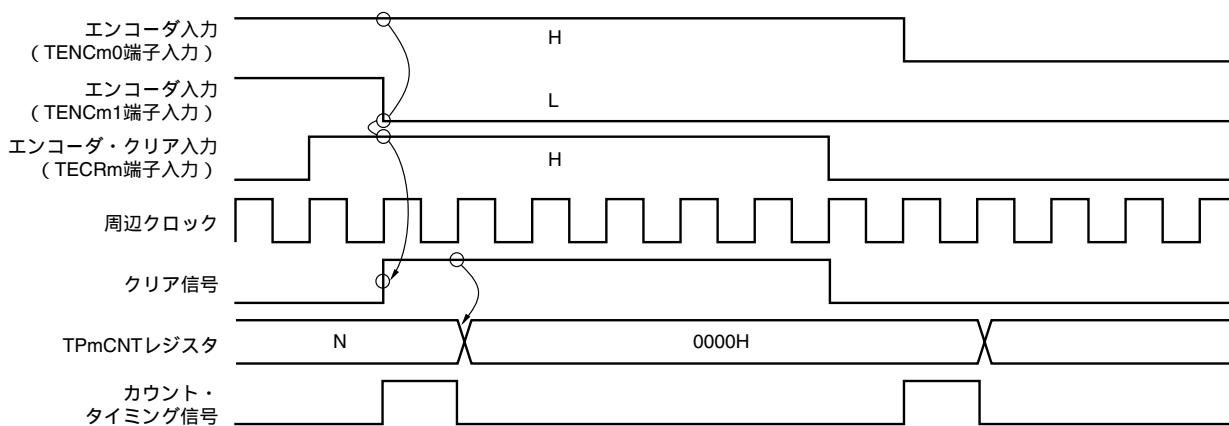 エンコーダ入力
（TENCm0端子入力）
H
エンコーダ入力
（TENCm1端子入力）
L
エンコーダ・クリア入力
（TECRm端子入力）
H
周辺クロック
クリア信号
TPmCNTレジスタ
N
0000H
カウント・
タイミング信号